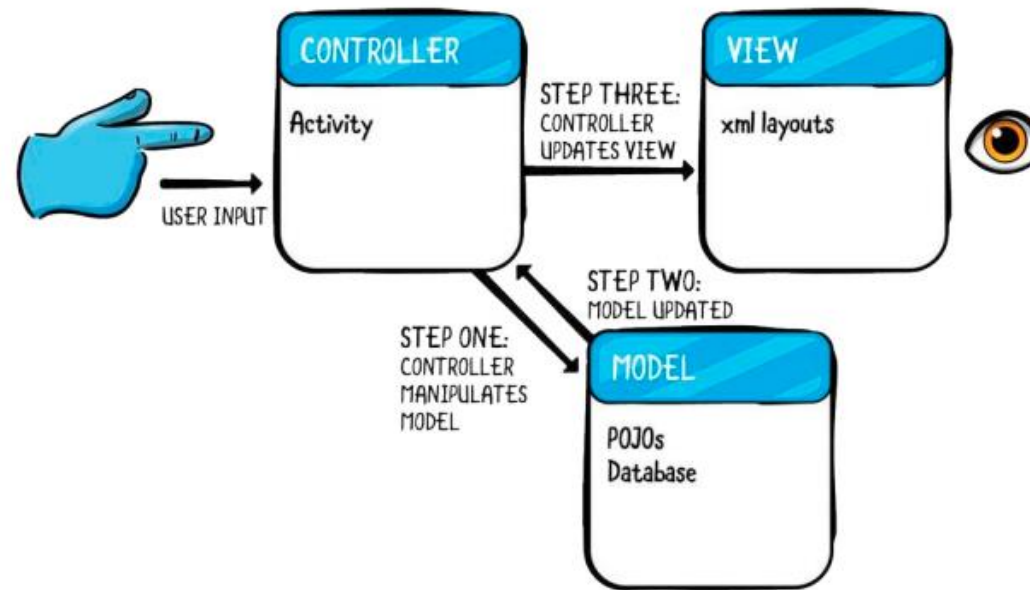 CONTROLLER
Activity
USER INPUT
STEP THREE:
CONTROLLER
UPDATES VIEW
VIEW
xml layouts
STEP ONE:
CONTROLLER
MANIPULATES
MODEL
STEP TWO:
MODEL UPDATED
MODEL
POJOs
Database